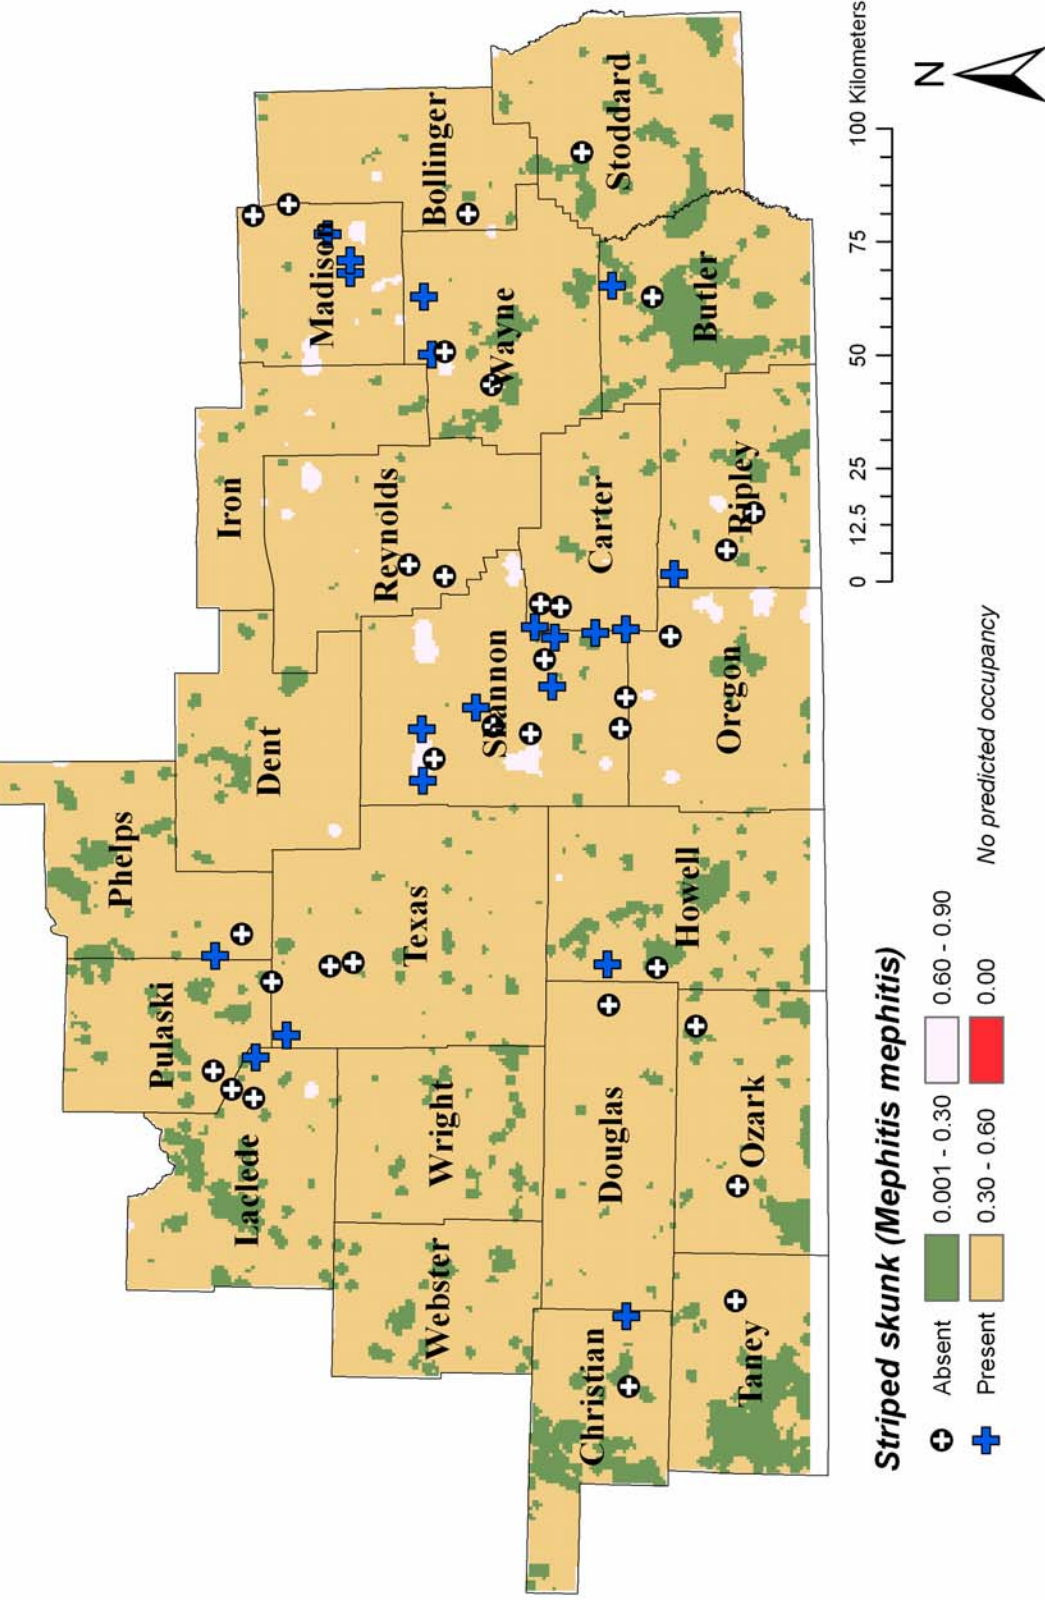 Phelps
Pulaski
Dent
Iron
Laclede
Madison
Texas
Reynolds
Bollinger
Webster
Wright
Shannon
Wayne
Christian
Douglas
Howell
Carter
Stoddard
Taney
Ozark
Oregon
Ripley
Butler
0 12.5 25 50 75 100 Kilometers
N
Striped skunk (Mephitis mephitis)
Absent 0.001 - 0.30 0.60 - 0.90
Present 0.30 - 0.60 0.00 No predicted occupancy